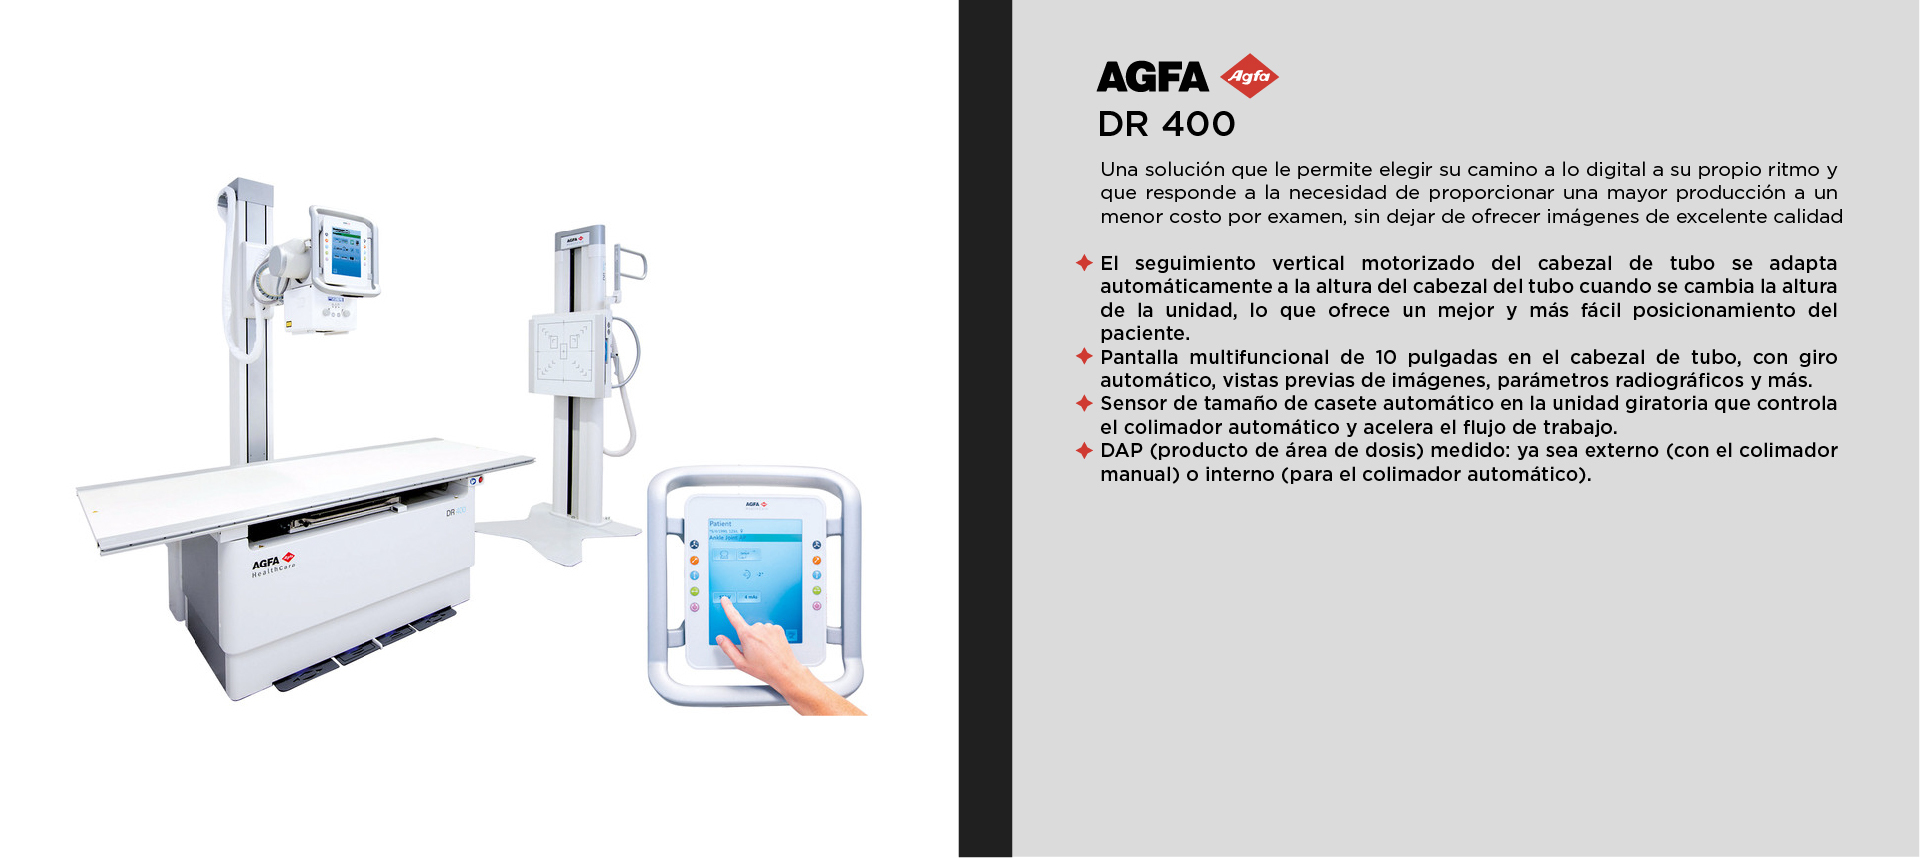 AGFA Agfa
DR 400
Una solución que le permite elegir su camino a lo digital a su propio ritmo y
que responde a la necesidad de proporcionar una mayor producción a un
menor costo por examen, sin dejar de ofrecer imágenes de excelente calidad
El seguimiento vertical motorizado del cabezal de tubo se adapta
automáticamente a la altura del cabezal del tubo cuando se cambia la altura
de la unidad, lo que ofrece un mejor y más fácil posicionamiento del
paciente.
Pantalla multifuncional de 10 pulgadas en el cabezal de tubo, con giro
automático, vistas previas de imágenes, parámetros radiográficos y más.
Sensor de tamaño de casete automático en la unidad giratoria que controla
el colimador automático y acelera el flujo de trabajo.
DAP (producto de área de dosis) medido: ya sea externo (con el colimador
manual) o interno (para el colimador automático).
AGFA
DR 400
AGFA
HealthCare
AGFA
Patient
Ankle Joint